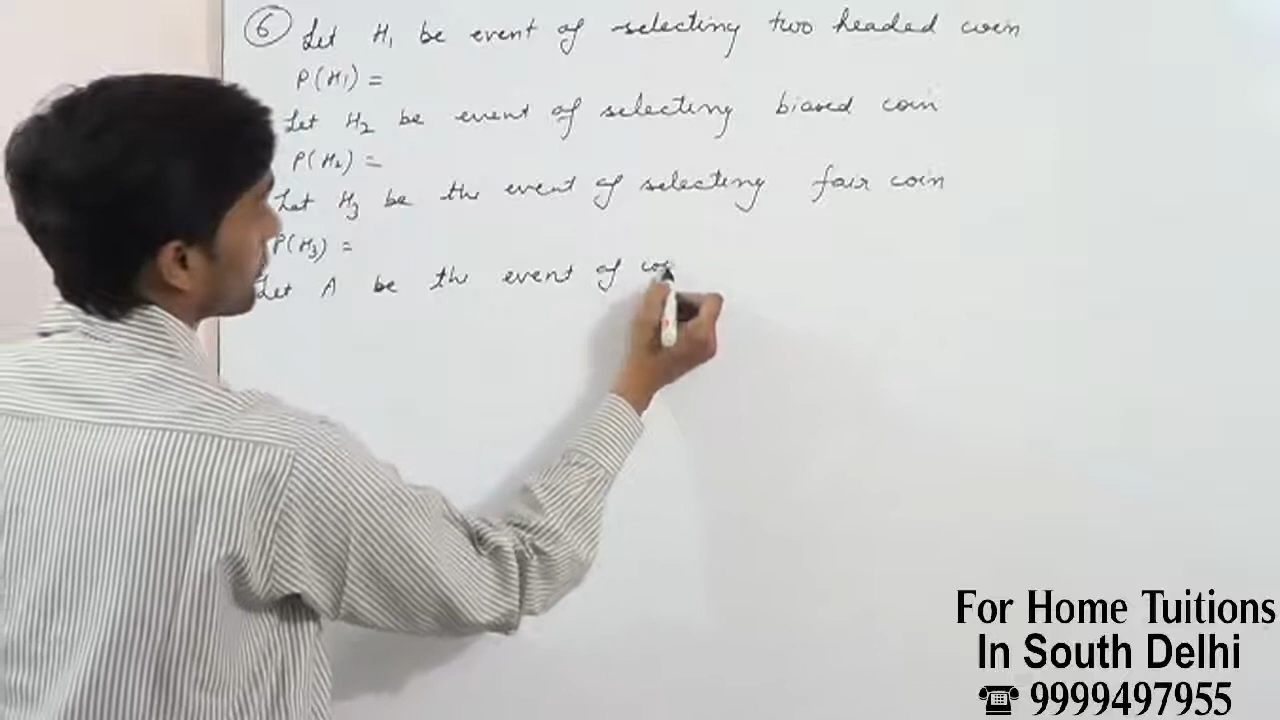 6 Let H₁ be event of selecting two headed coin
P(H₁) =
Let H₂ be event of selecting biased coin
P(H₂) =
Let H₃ be the event of selecting fair coin
P(H₃) =
Let A be the event of
For Home Tuitions
In South Delhi
☎ 9999497955